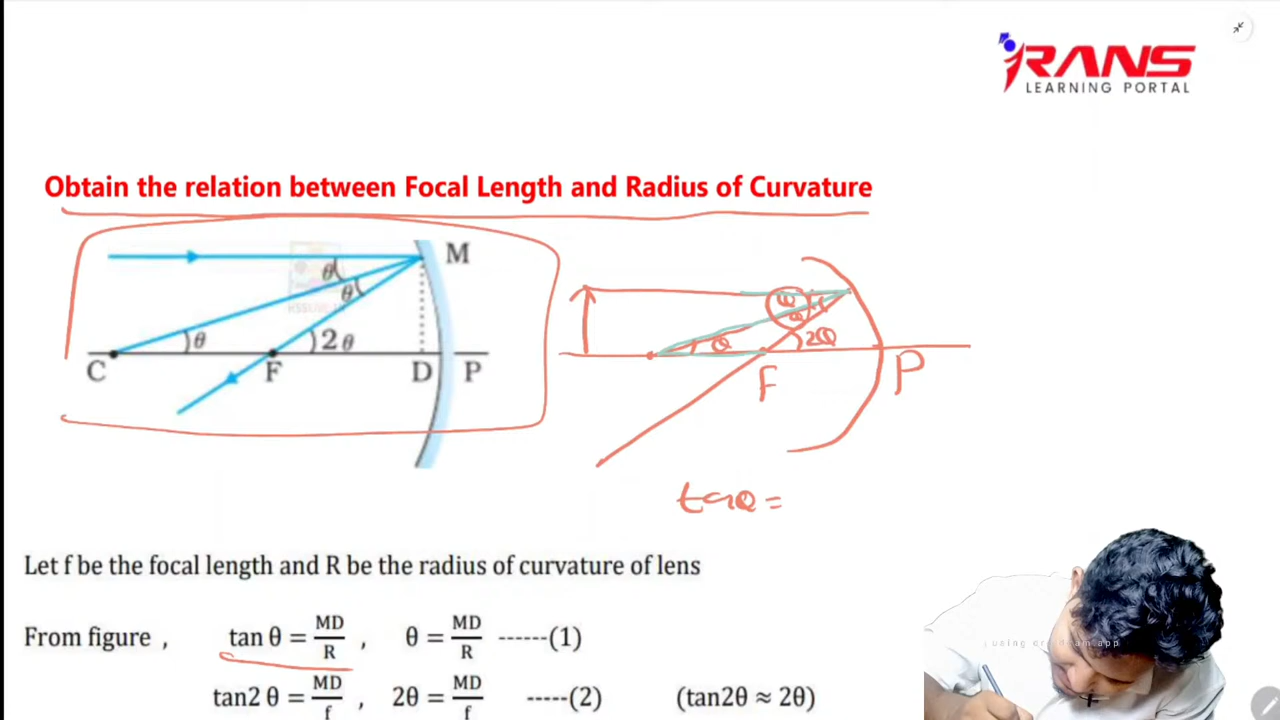 RANS
LEARNING PORTAL
Obtain the relation between Focal Length and Radius of Curvature
M
θ
θ
θ
2θ
C F D P
θ
θ
θ
2θ
F
P
tanθ =
Let f be the focal length and R be the radius of curvature of lens
From figure , tan θ = MD/R , θ = MD/R ------(1)
tan2 θ = MD/f , 2θ = MD/f -----(2) (tan2θ ≈ 2θ)